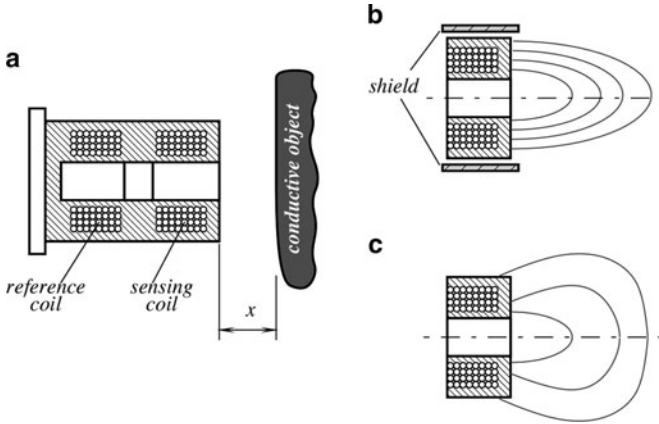 a
conductive object
reference
coil
sensing
coil
x
b
shield
c